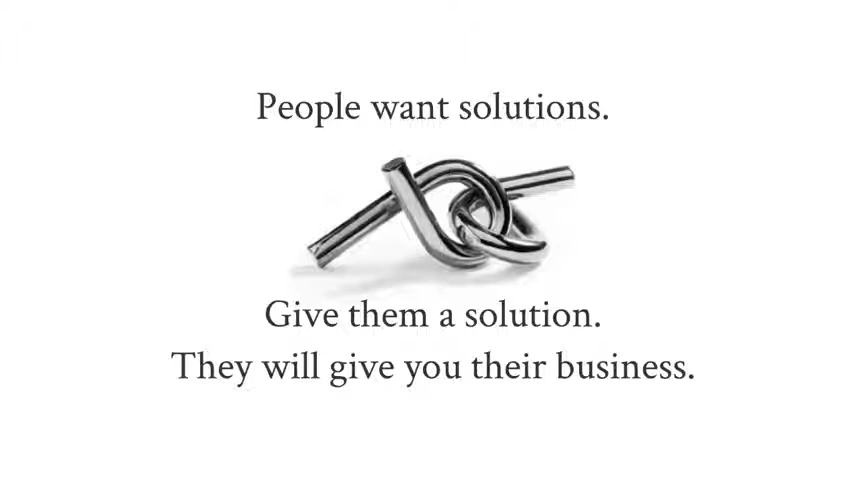 People want solutions.
Give them a solution.
They will give you their business.